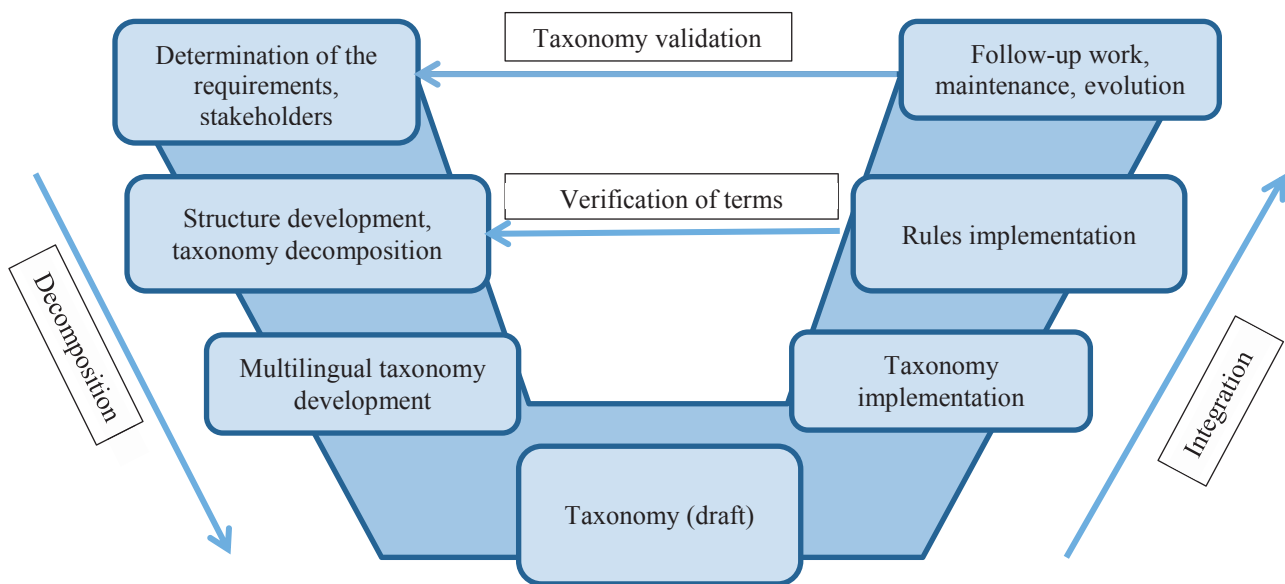 Determination of the
requirements,
stakeholders
Taxonomy validation
Follow-up work,
maintenance, evolution
Structure development,
taxonomy decomposition
Verification of terms
Rules implementation
Decomposition
Multilingual taxonomy
development
Taxonomy
implementation
Integration
Taxonomy (draft)